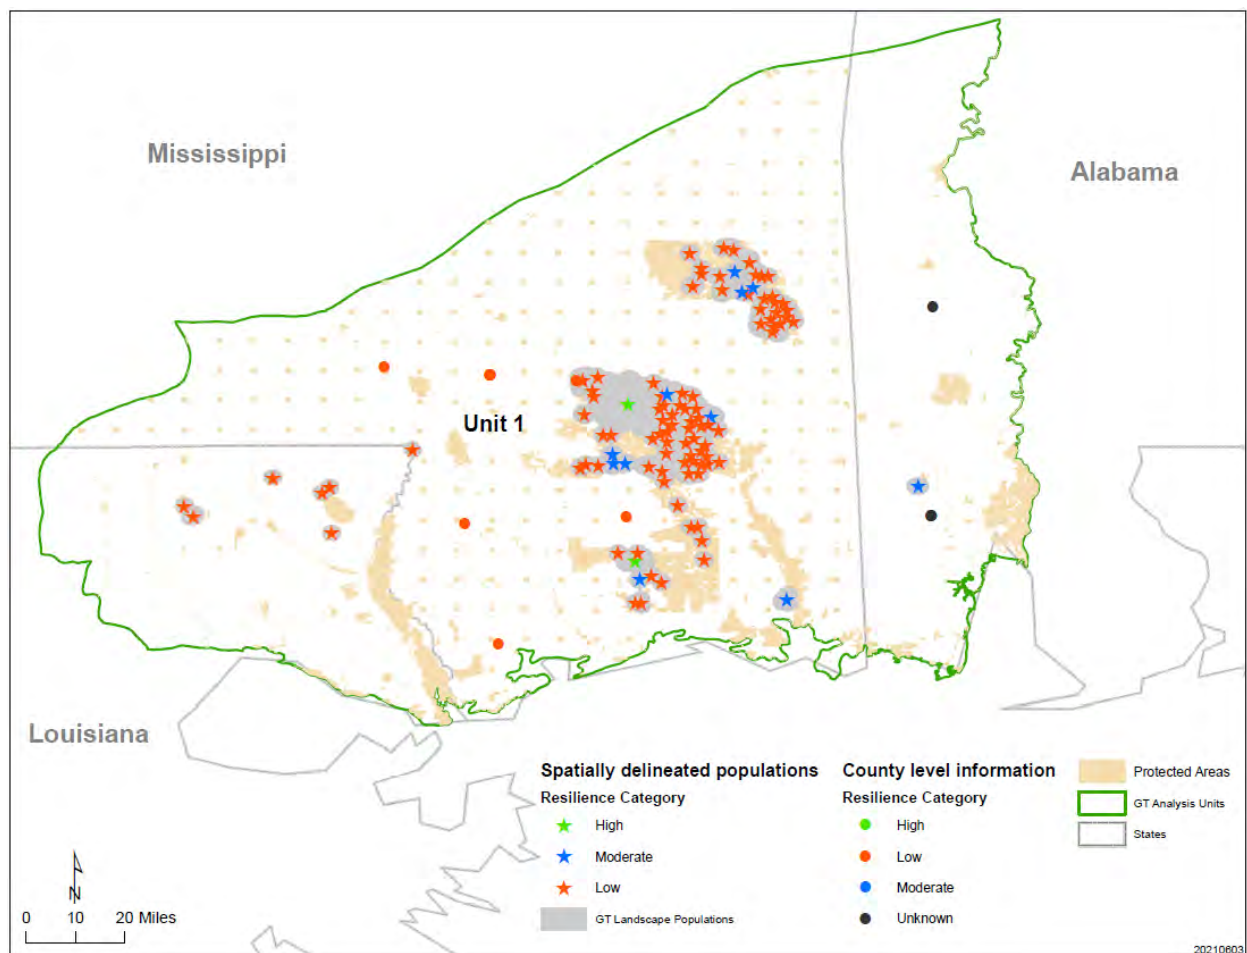 Mississippi
Alabama
Unit 1
Louisiana
Spatially delineated populations
Resilience Category
High
Moderate
Low
GT Landscape Populations
County level information
Resilience Category
High
Low
Moderate
Unknown
Protected Areas
GT Analysis Units
States
N
0 10 20 Miles
20210603